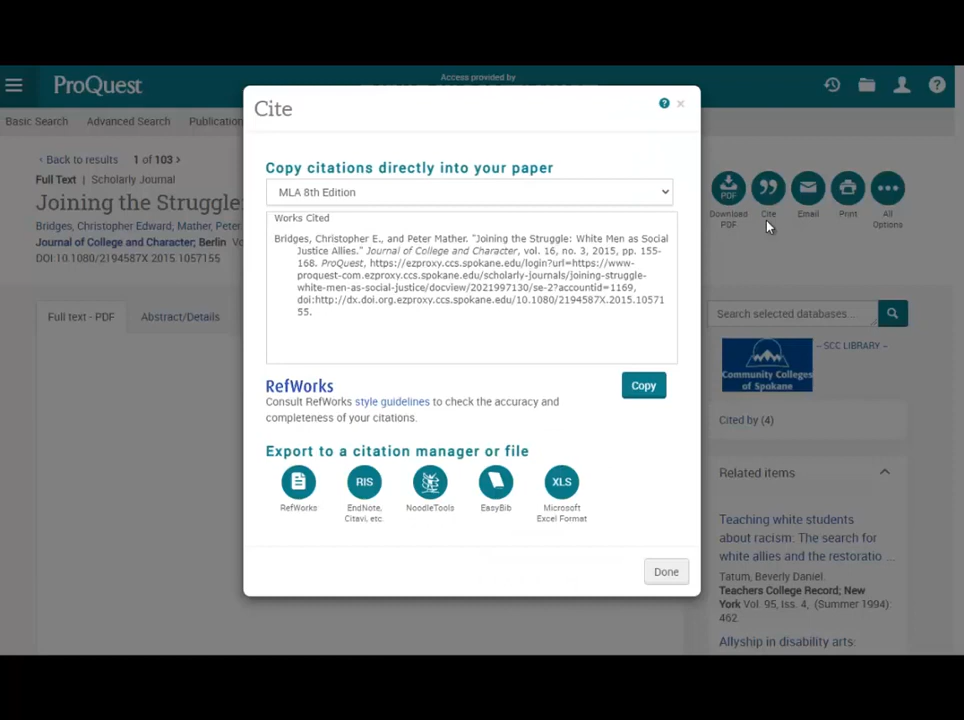 Access provided by
ProQuest
Basic Search Advanced Search Publication
Back to results 1 of 103
Full Text | Scholarly Journal
Joining the Struggle
Bridges, Christopher Edward, Mather, Peter
Journal of College and Character; Berlin
DOI:10.1080/2194587X.2015.1057155
PDF
Download PDF
Cite
Email
Print
All Options
Full text - PDF Abstract/Details
Search selected databases...
Community Colleges of Spokane
– SCC LIBRARY –
Cited by (4)
Related items
Teaching white students
about racism: The search for
white allies and the restoratio ...
Tatum, Beverly Daniel.
Teachers College Record; New
York Vol. 95, Iss. 4, (Summer 1994):
462
Allyship in disability arts:
Cite
Copy citations directly into your paper
MLA 8th Edition
Works Cited
Bridges, Christopher E., and Peter Mather. "Joining the Struggle: White Men as Social
Justice Allies." Journal of College and Character, vol. 16, no. 3, 2015, pp. 155-
168. ProQuest, https://ezproxy.ccs.spokane.edu/login?url=https://www-
proquest-com.ezproxy.ccs.spokane.edu/scholarly-journals/joining-struggle-
white-men-as-social-justice/docview/2021997130/se-2?accountid=1169,
doi:http://dx.doi.org.ezproxy.ccs.spokane.edu/10.1080/2194587X.2015.10571
55.
RefWorks
Copy
Consult RefWorks style guidelines to check the accuracy and
completeness of your citations.
Export to a citation manager or file
RIS
XLS
RefWorks
EndNote, Citavi, etc.
NoodleTools
EasyBib
Microsoft Excel Format
Done